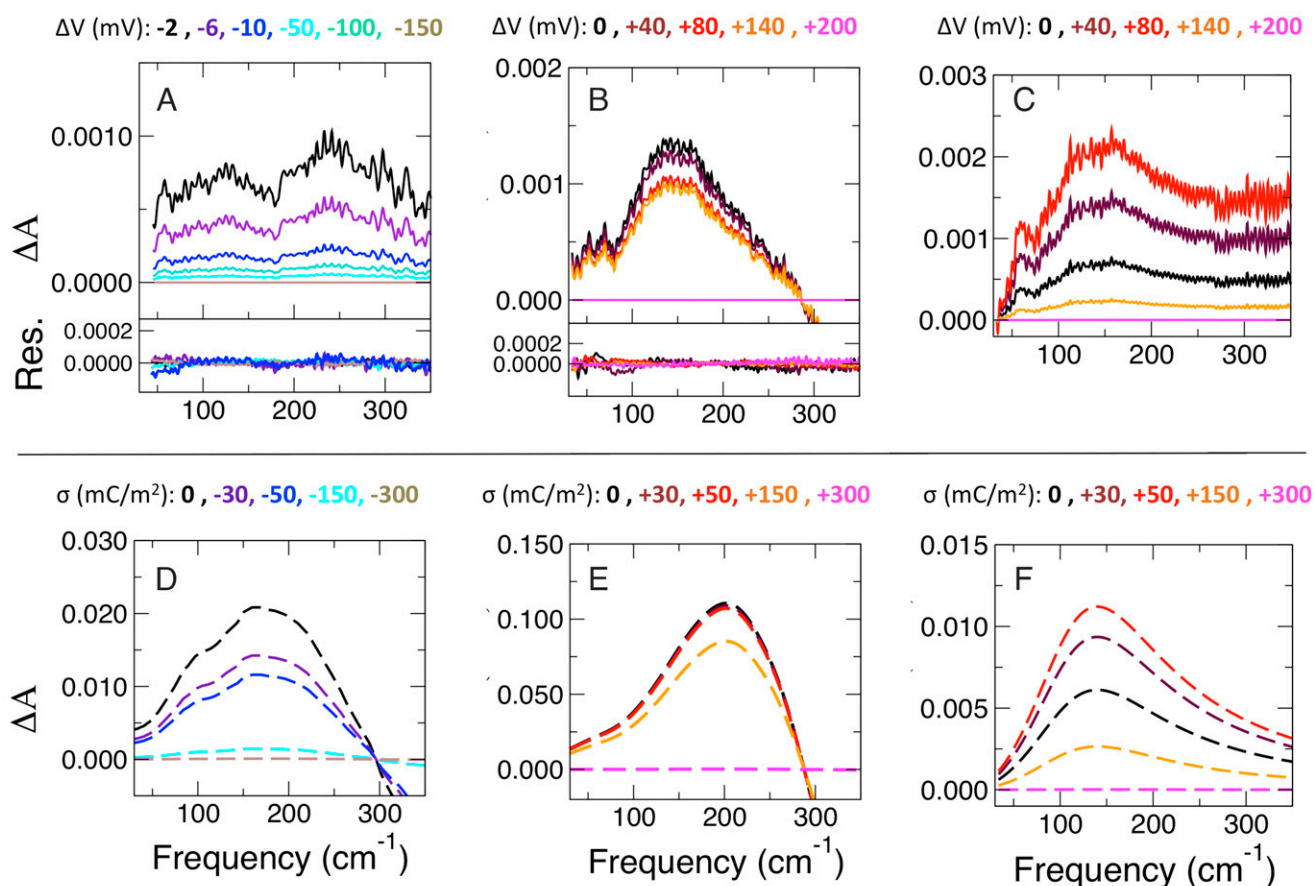 ΔV (mV): -2 , -6, -10, -50, -100, -150
ΔV (mV): 0 , +40, +80, +140 , +200
ΔV (mV): 0 , +40, +80, +140 , +200
A
0.0010
0.0000
ΔA
0.0002
0.0000
Res.
100 200 300
B
0.002
0.001
0.000
0.0002
0.0000
100 200 300
C
0.003
0.002
0.001
0.000
100 200 300
σ (mC/m²): 0 , -30, -50, -150, -300
σ (mC/m²): 0 , +30, +50, +150 , +300
σ (mC/m²): 0 , +30, +50, +150 , +300
D
0.030
0.020
0.010
0.000
ΔA
100 200 300
Frequency (cm⁻¹)
E
0.150
0.100
0.050
0.000
100 200 300
Frequency (cm⁻¹)
F
0.015
0.010
0.005
0.000
100 200 300
Frequency (cm⁻¹)